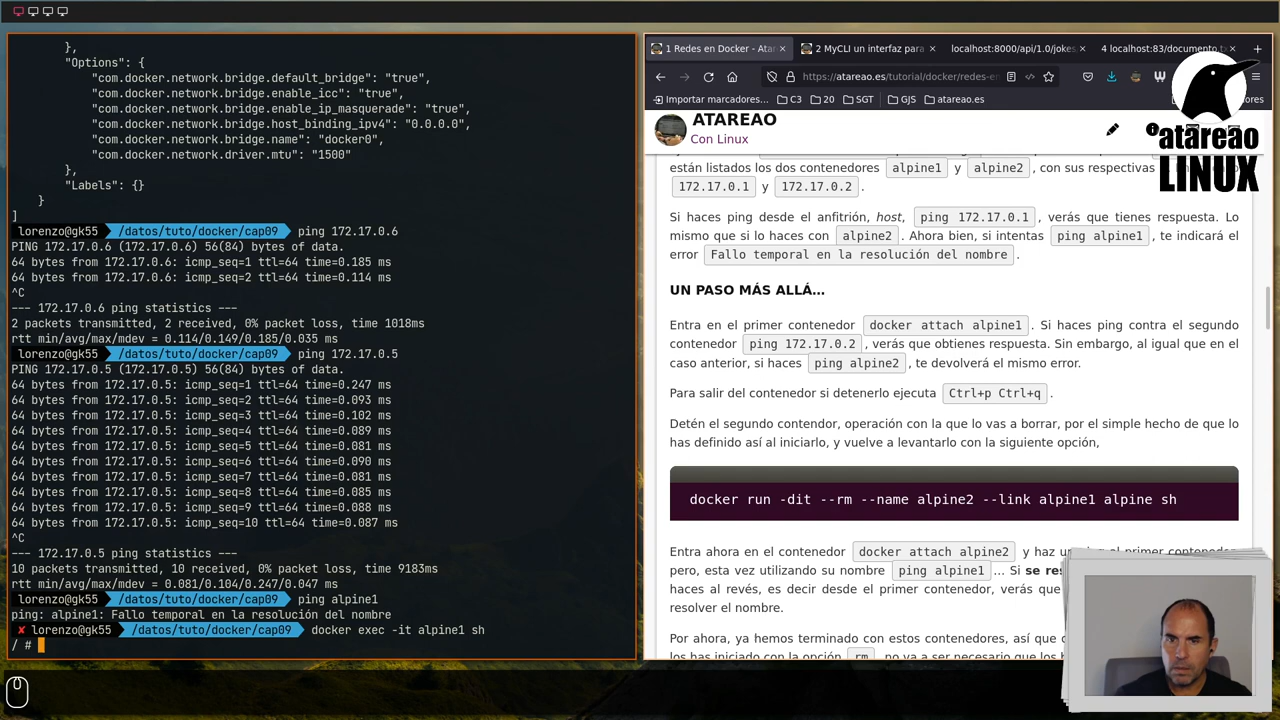 },
"Options": {
"com.docker.network.bridge.default_bridge": "true",
"com.docker.network.bridge.enable_icc": "true",
"com.docker.network.bridge.enable_ip_masquerade": "true",
"com.docker.network.bridge.host_binding_ipv4": "0.0.0.0",
"com.docker.network.bridge.name": "docker0",
"com.docker.network.driver.mtu": "1500"
},
"Labels": {}
}
]
lorenzo@gk55 /datos/tuto/docker/cap09 ping 172.17.0.6
PING 172.17.0.6 (172.17.0.6) 56(84) bytes of data.
64 bytes from 172.17.0.6: icmp_seq=1 ttl=64 time=0.185 ms
64 bytes from 172.17.0.6: icmp_seq=2 ttl=64 time=0.114 ms
^C
--- 172.17.0.6 ping statistics ---
2 packets transmitted, 2 received, 0% packet loss, time 1018ms
rtt min/avg/max/mdev = 0.114/0.149/0.185/0.035 ms
lorenzo@gk55 /datos/tuto/docker/cap09 ping 172.17.0.5
PING 172.17.0.5 (172.17.0.5) 56(84) bytes of data.
64 bytes from 172.17.0.5: icmp_seq=1 ttl=64 time=0.247 ms
64 bytes from 172.17.0.5: icmp_seq=2 ttl=64 time=0.093 ms
64 bytes from 172.17.0.5: icmp_seq=3 ttl=64 time=0.102 ms
64 bytes from 172.17.0.5: icmp_seq=4 ttl=64 time=0.089 ms
64 bytes from 172.17.0.5: icmp_seq=5 ttl=64 time=0.081 ms
64 bytes from 172.17.0.5: icmp_seq=6 ttl=64 time=0.090 ms
64 bytes from 172.17.0.5: icmp_seq=7 ttl=64 time=0.081 ms
64 bytes from 172.17.0.5: icmp_seq=8 ttl=64 time=0.085 ms
64 bytes from 172.17.0.5: icmp_seq=9 ttl=64 time=0.088 ms
64 bytes from 172.17.0.5: icmp_seq=10 ttl=64 time=0.087 ms
^C
--- 172.17.0.5 ping statistics ---
10 packets transmitted, 10 received, 0% packet loss, time 9183ms
rtt min/avg/max/mdev = 0.081/0.104/0.247/0.047 ms
lorenzo@gk55 /datos/tuto/docker/cap09 ping alpine1
ping: alpine1: Fallo temporal en la resolución del nombre
✘ lorenzo@gk55 /datos/tuto/docker/cap09 docker exec -it alpine1 sh
/ #
1 Redes en Docker - Atar
2 MyCLI un interfaz para
localhost:8000/api/1.0/jokes
4 localhost:83/documento.t
https://atareao.es/tutorial/docker/redes-en
Importar marcadores... C3 20 SGT GJS atareao.es
ATAREAO
Con Linux
atareao
LINUX
están listados los dos contenedores alpine1 y alpine2, con sus respectivas
172.17.0.1 y 172.17.0.2.
Si haces ping desde el anfitrión, host, ping 172.17.0.1, verás que tienes respuesta. Lo
mismo que si lo haces con alpine2. Ahora bien, si intentas ping alpine1, te indicará el
error Fallo temporal en la resolución del nombre.
UN PASO MÁS ALLÁ...
Entra en el primer contenedor docker attach alpine1. Si haces ping contra el segundo
contenedor ping 172.17.0.2, verás que obtienes respuesta. Sin embargo, al igual que en el
caso anterior, si haces ping alpine2, te devolverá el mismo error.
Para salir del contenedor si detenerlo ejecuta Ctrl+p Ctrl+q.
Detén el segundo contendor, operación con la que lo vas a borrar, por el simple hecho de que lo
has definido así al iniciarlo, y vuelve a levantarlo con la siguiente opción,
docker run -dit --rm --name alpine2 --link alpine1 alpine sh
Entra ahora en el contenedor docker attach alpine2 y haz
pero, esta vez utilizando su nombre ping alpine1... Si se
haces al revés, es decir desde el primer contenedor, verás que
resolver el nombre.
Por ahora, ya hemos terminado con estos contenedores, así que
los has iniciado con la opción rm, no va a ser necesario que los